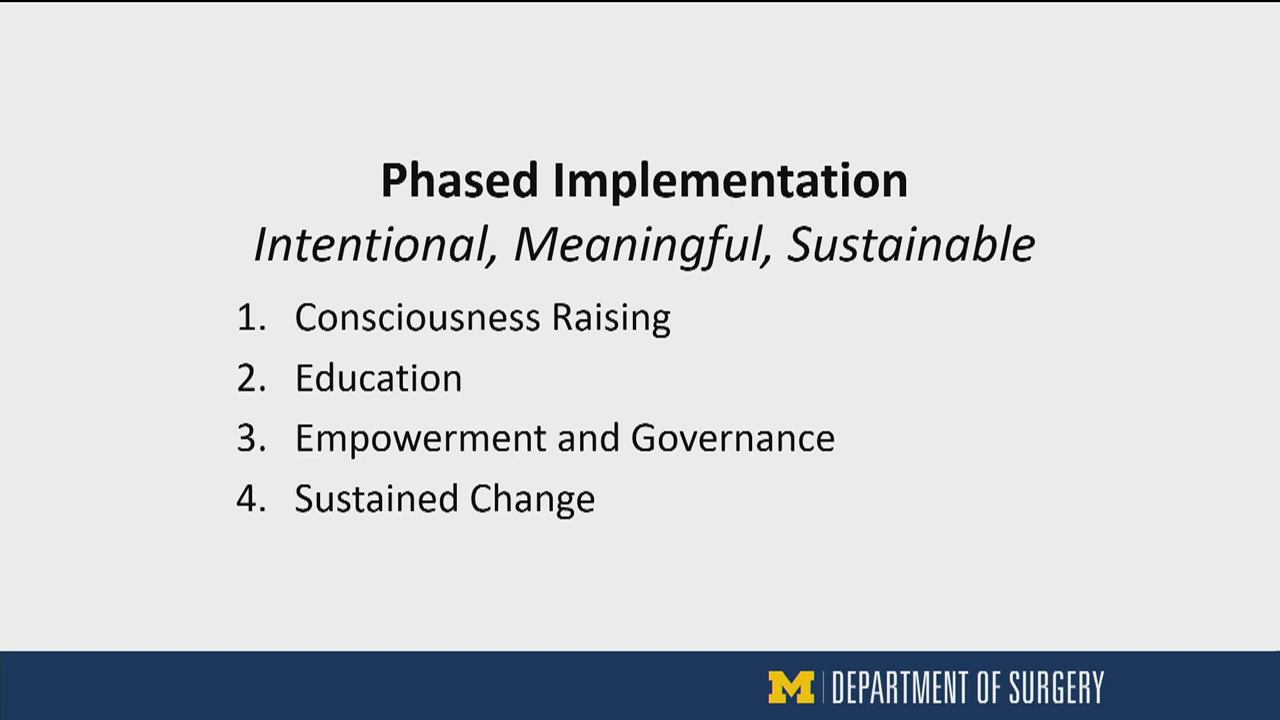 Phased Implementation
Intentional, Meaningful, Sustainable
1. Consciousness Raising
2. Education
3. Empowerment and Governance
4. Sustained Change
M DEPARTMENT OF SURGERY